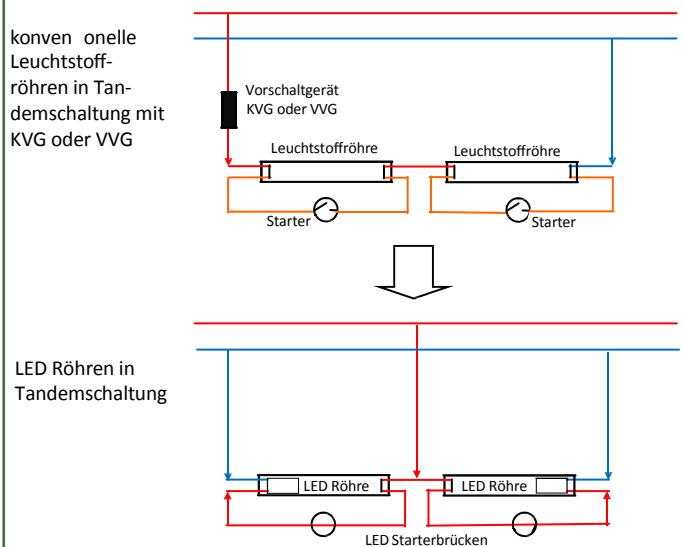 konven onelle
Leuchtstoff-
röhren in Tan-
demschaltung mit
KVG oder VVG
Vorschaltgerät
KVG oder VVG
Leuchtstoffröhre
Leuchtstoffröhre
Starter
Starter
LED Röhren in
Tandemschaltung
LED Röhre
LED Röhre
LED Starterbrücken